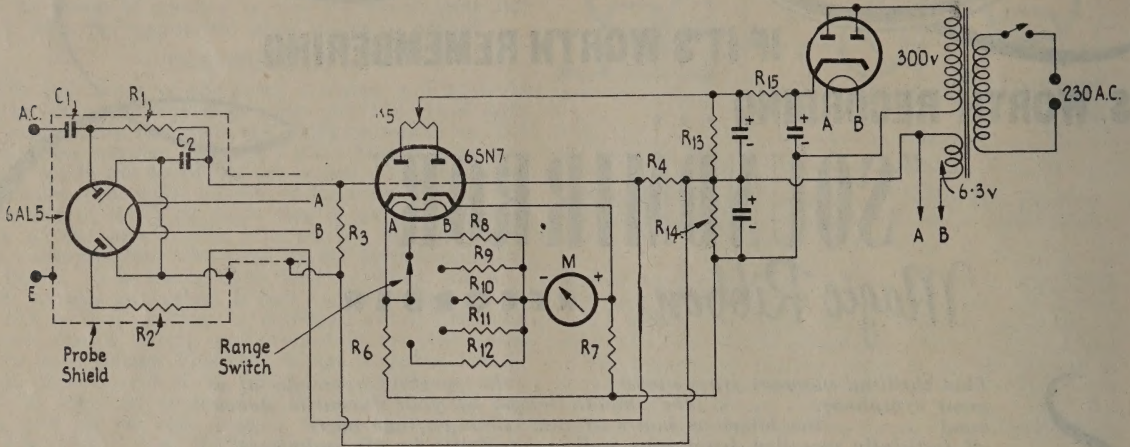 A.C.
C1
R1
C2
6AL5
A
B
E
R2
Probe
Shield
R3
R5
6SN7
A
B
R8
R9
R10
R11
R12
Range
Switch
R6
M
- +
R7
R4
R13
R14
R15
+
-
+
-
+
-
A
B
300v
230 A.C.
6·3v
A
B